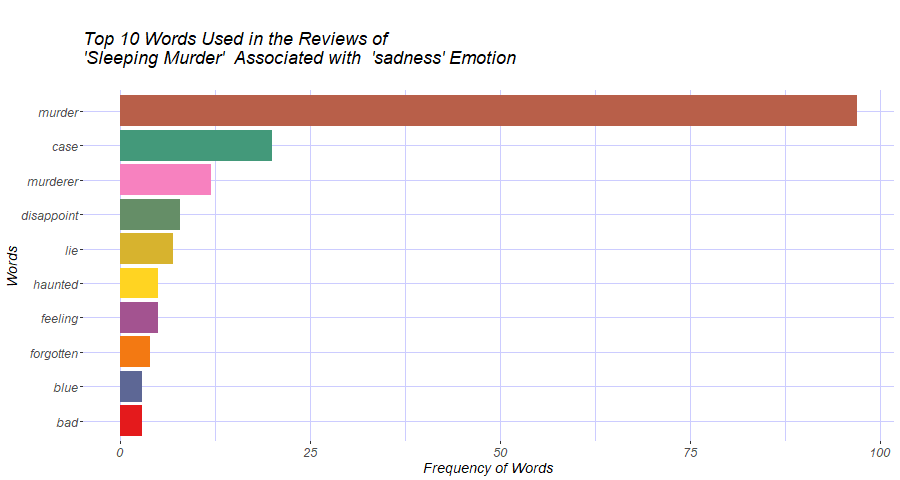 Top 10 Words Used in the Reviews of
'Sleeping Murder'  Associated with  'sadness' Emotion
murder
case
murderer
disappoint
lie
haunted
feeling
forgotten
blue
bad
Words
0 25 50 75 100
Frequency of Words